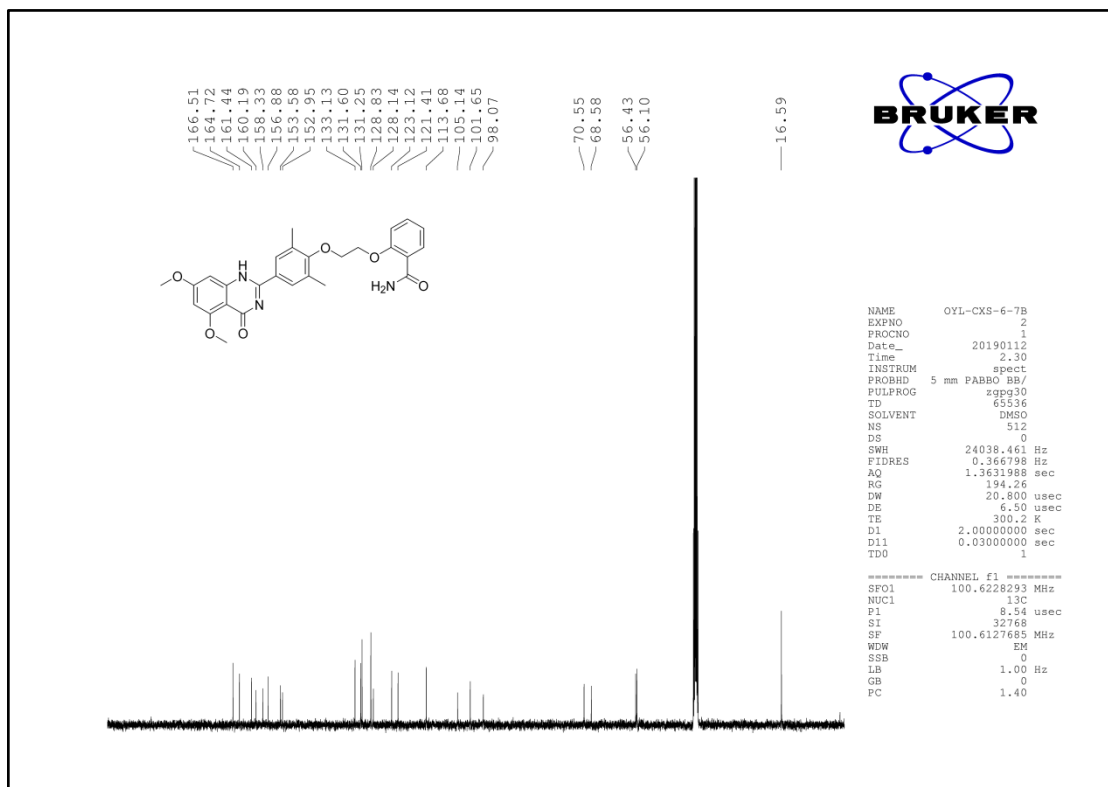 166.51
164.72
161.44
160.19
158.33
156.88
153.58
152.95
133.13
131.60
131.25
128.83
128.14
123.12
121.41
113.68
105.14
101.65
98.07
70.55
68.58
56.43
56.10
16.59
BRUKER
O
O
H
N
N
O
O
O
H₂N
O
NAME OYL-CXS-6-7B
EXPNO 2
PROCNO 1
Date_ 20190112
Time 2.30
INSTRUM spect
PROBHD 5 mm PABBO BB/
PULPROG zgpg30
TD 65536
SOLVENT DMSO
NS 512
DS 0
SWH 24038.461 Hz
FIDRES 0.366798 Hz
AQ 1.3631988 sec
RG 194.26
DW 20.800 usec
DE 6.50 usec
TE 300.2 K
D1 2.00000000 sec
D11 0.03000000 sec
TD0 1
======== CHANNEL f1 ========
SFO1 100.6228293 MHz
NUC1 13C
P1 8.54 usec
SI 32768
SF 100.6127685 MHz
WDW EM
SSB 0
LB 1.00 Hz
GB 0
PC 1.40